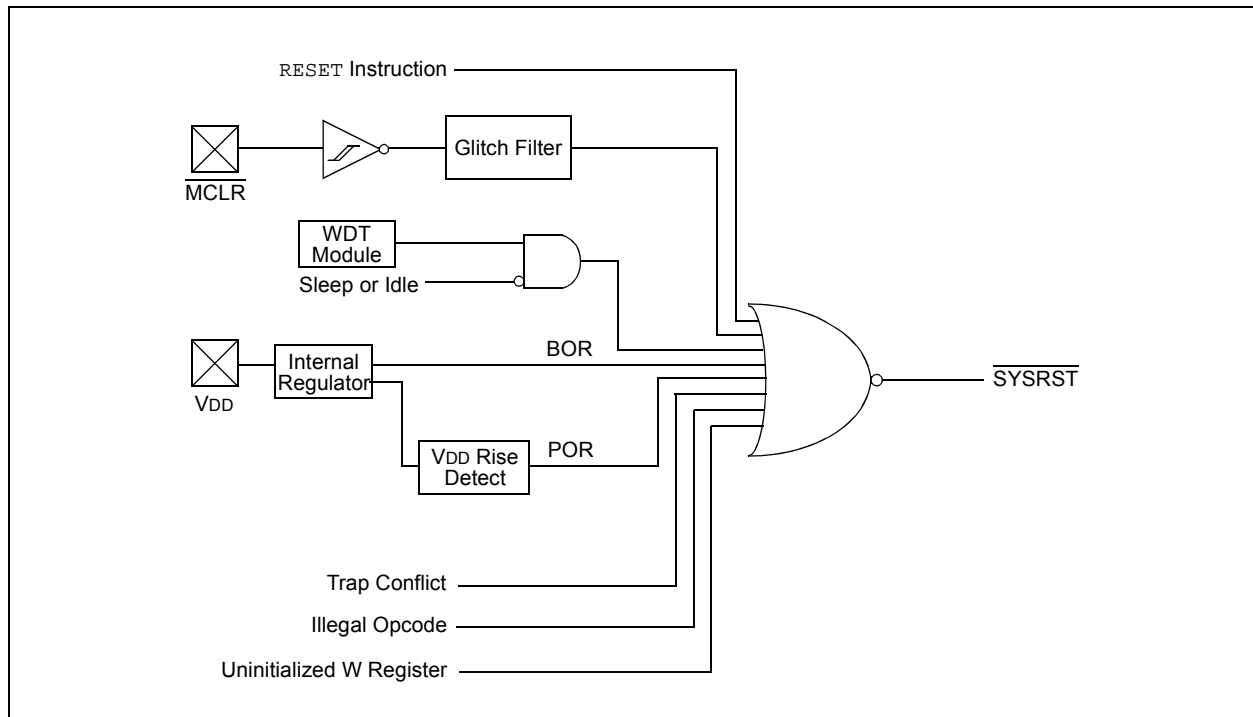 RESET Instruction
Glitch Filter
MCLR
WDT
Module
Sleep or Idle
BOR
Internal
Regulator
VDD
SYSRST
POR
VDD Rise
Detect
Trap Conflict
Illegal Opcode
Uninitialized W Register